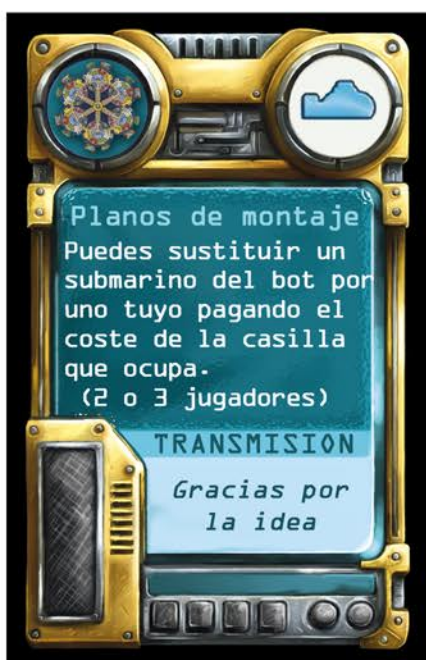 Planos de montaje
Puedes sustituir un
submarino del bot por
uno tuyo pagando el
coste de la casilla
que ocupa.
(2 o 3 jugadores)
TRANSMISION
Gracias por
la idea